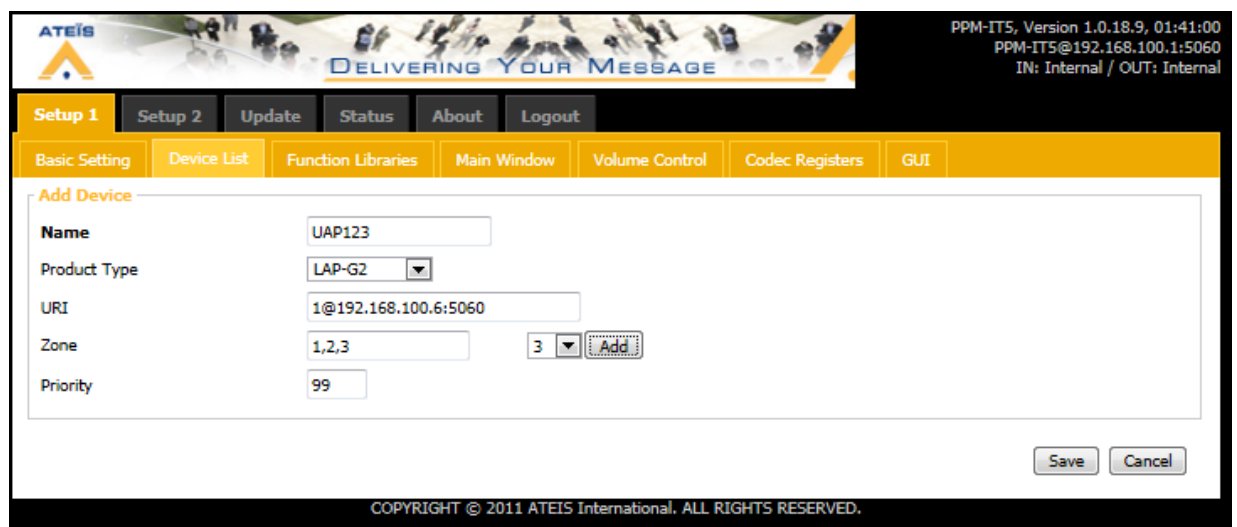 ATEÏS
DELIVERING YOUR MESSAGE
PPM-IT5, Version 1.0.18.9, 01:41:00
PPM-IT5@192.168.100.1:5060
IN: Internal / OUT: Internal
Setup 1 Setup 2 Update Status About Logout
Basic Setting Device List Function Libraries Main Window Volume Control Codec Registers GUI
Add Device
Name UAP123
Product Type LAP-G2
URI 1@192.168.100.6:5060
Zone 1,2,3 3 Add
Priority 99
Save Cancel
COPYRIGHT © 2011 ATEIS International. ALL RIGHTS RESERVED.